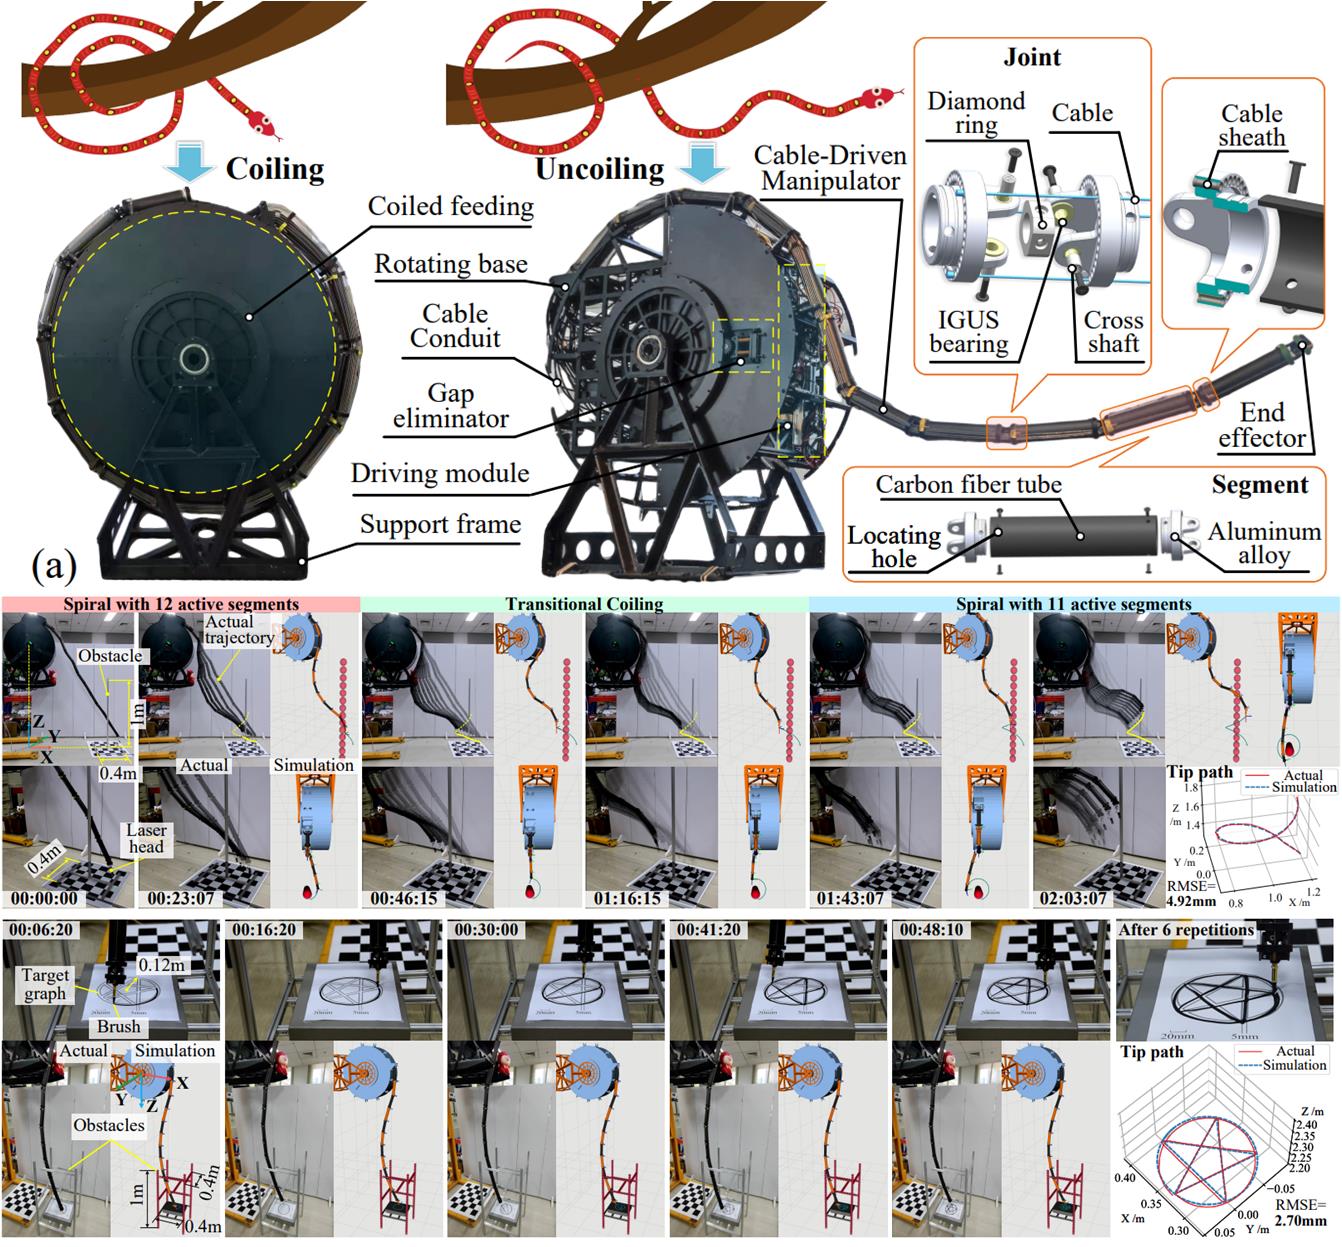 Coiling
Uncoiling
Coiled feeding
Rotating base
Cable
Conduit
Gap
eliminator
Driving module
Support frame
(a)
Cable-Driven
Manipulator
Joint
Diamond
ring
Cable
IGUS
bearing
Cross
shaft
Cable
sheath
End
effector
Segment
Carbon fiber tube
Locating
hole
Aluminum
alloy
Spiral with 12 active segments
Transitional Coiling
Spiral with 11 active segments
Actual
trajectory
Obstacle
1m
Z
Y
X
0.4m
Actual
Simulation
Laser
head
0.4m
00:00:00
00:23:07
00:46:15
01:16:15
01:43:07
02:03:07
Tip path
Actual
Simulation
1.8
Z
/m
1.6
1.4
0.2
Y /m
0.0
RMSE=
4.92mm
0.8
1.0
X /m
1.2
00:06:20
00:16:20
00:30:00
00:41:20
00:48:10
After 6 repetitions
Target
graph
0.12m
Brush
20mm
5mm
Actual
Simulation
X
Y
Z
Obstacles
1m
0.4m
0.4m
Tip path
Actual
Simulation
Z /m
2.40
2.35
2.30
2.25
2.20
0.40
0.35
X /m
0.30
-0.05
0.00
0.05
Y /m
RMSE=
2.70mm